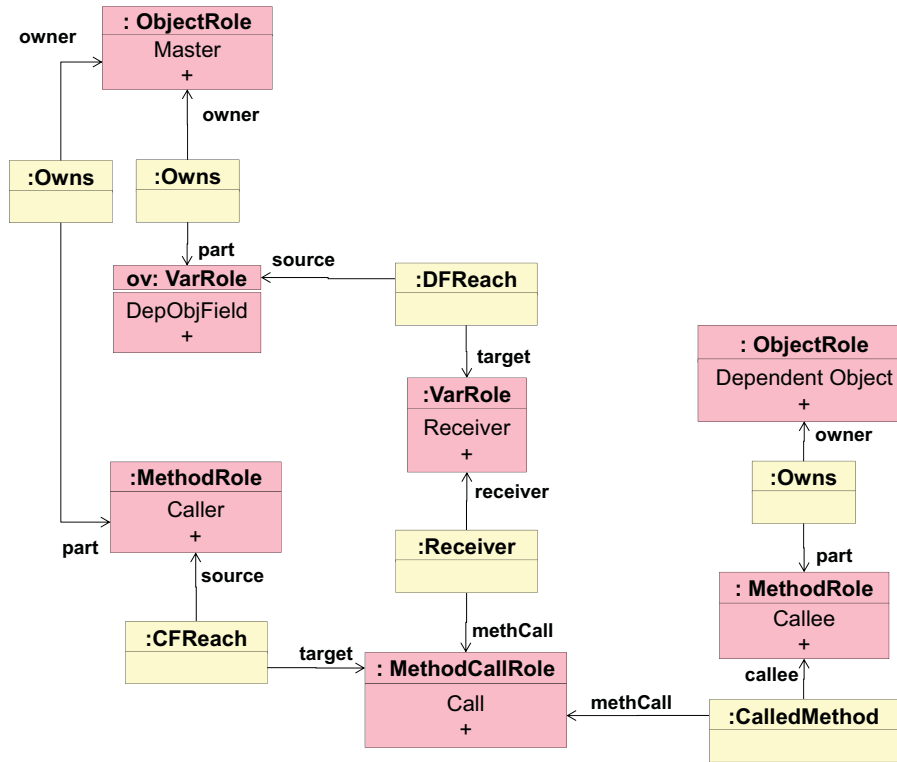 : ObjectRole
owner
Master
+
owner
:Owns
:Owns
part
source
ov: VarRole
:DFReach
DepObjField
+
: ObjectRole
target
Dependent Object
:VarRole
+
Receiver
owner
+
:MethodRole
:Owns
receiver
Caller
+
:Receiver
part
part
source
: MethodRole
Callee
methCall
:CFReach
+
target
: MethodCallRole
callee
Call
methCall
:CalledMethod
+